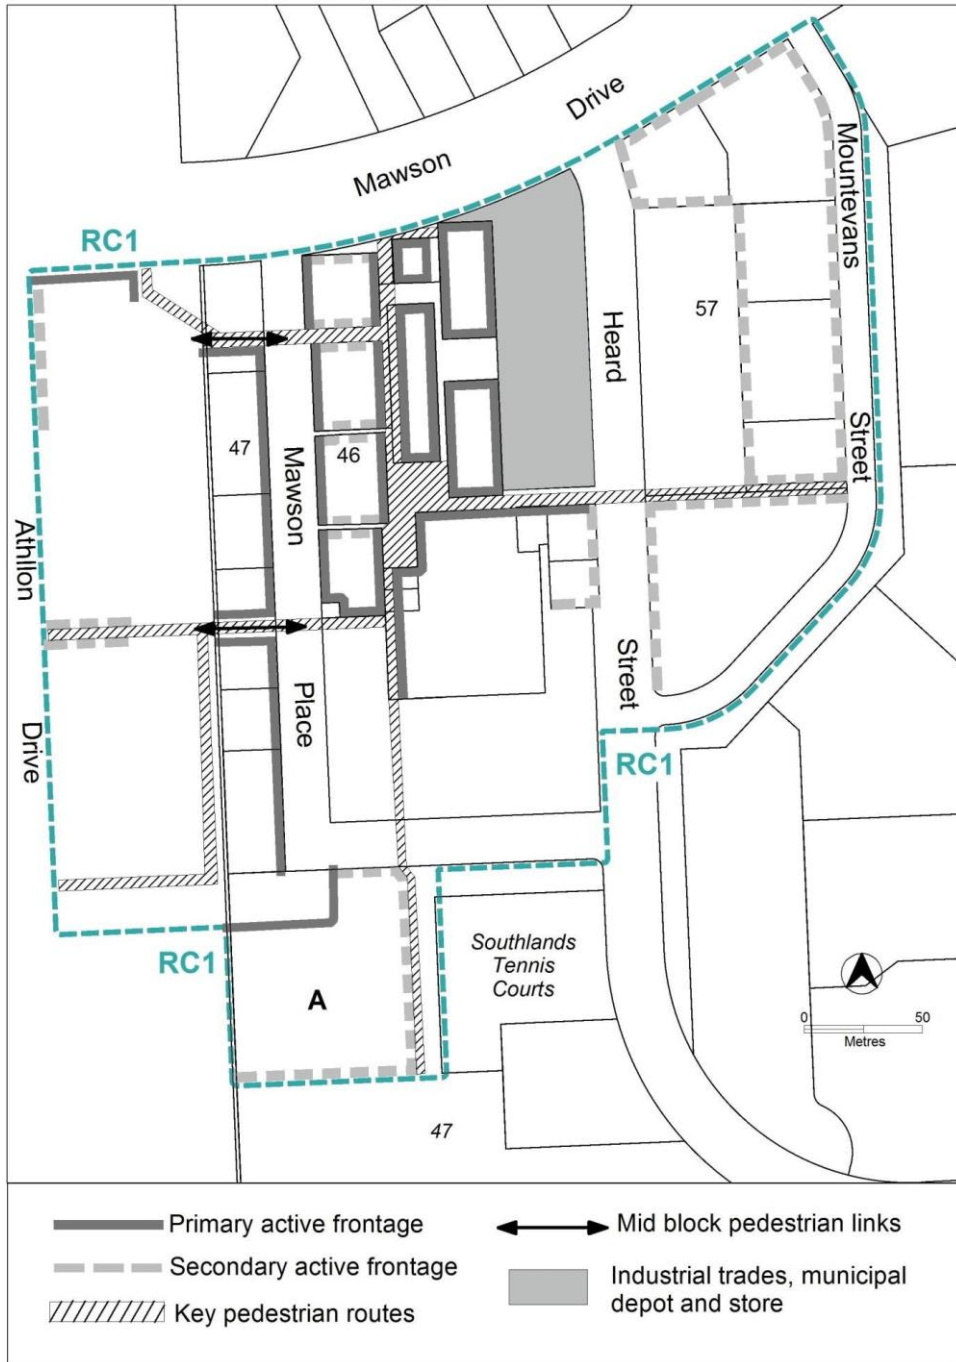 Mawson
Drive
RC1
Mountevans
57
Heard
47
46
Mawson
Street
Athllon
Street
Place
Drive
RC1
RC1
Southlands
Tennis
Courts
A
0 50
Metres
47
Primary active frontage
Secondary active frontage
Key pedestrian routes
Mid block pedestrian links
Industrial trades, municipal
depot and store